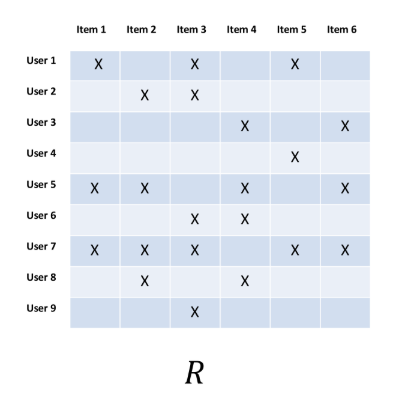 Item 1 Item 2 Item 3 Item 4 Item 5 Item 6
User 1 X X X
User 2 X X
User 3 X X
User 4 X
User 5 X X X X
User 6 X X
User 7 X X X X X
User 8 X X
User 9 X
R